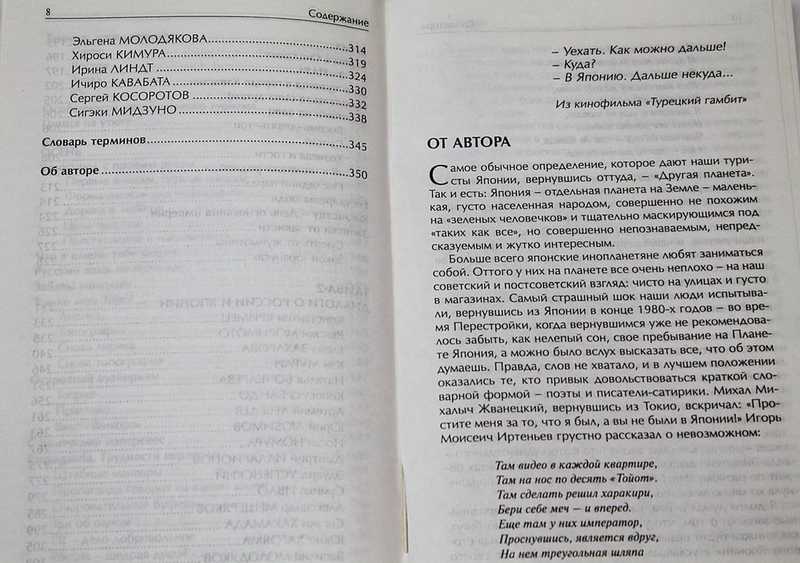 8
Содержание
Эльгена МОЛОДЯКОВА 314
Хироси КИМУРА 319
Ирина ЛИНДТ 324
Ичиро КАВАБАТА 330
Сергей КОСОРОТОВ 332
Сигэки МИДЗУНО 338
Словарь терминов 345
Об авторе 350
– Уехать. Как можно дальше!
– Куда?
– В Японию. Дальше некуда...
Из кинофильма «Турецкий гамбит»
ОТ АВТОРА
Самое обычное определение, которое дают наши тури-
сты Японии, вернувшись оттуда, – «Другая планета».
Так и есть: Япония – отдельная планета на Земле – малень-
кая, густо населенная народом, совершенно не похожим
на «зеленых человечков» и тщательно маскирующимся под
«таких как все», но совершенно непознаваемым, непред-
сказуемым и жутко интересным.
Больше всего японские инопланетяне любят заниматься
собой. Оттого у них на планете все очень неплохо – на наш
советский и постсоветский взгляд: чисто на улицах и густо
в магазинах. Самый страшный шок наши люди испытыва-
ли, вернувшись из Японии в конце 1980-х годов – во вре-
мя Перестройки, когда вернувшимся уже не рекомендова-
лось забыть, как нелепый сон, свое пребывание на Плане-
те Япония, а можно было вслух высказать все, что об этом
думаешь. Правда, слов не хватало, и в лучшем положении
оказались те, кто привык довольствоваться краткой сло-
варной формой – поэты и писатели-сатирики. Михал Ми-
халыч Жванецкий, вернувшись из Токио, вскричал: «Про-
стите меня за то, что я был, а вы не были в Японии!» Игорь
Моисеич Иртеньев грустно рассказал о невозможном:
Там видео в каждой квартире,
Там на нос по десять «Тойот».
Там сделать решил харакири,
Бери себе меч – и вперед.
Еще там у них император,
Проснувшись, является вдруг,
На нем треугольная шляпа